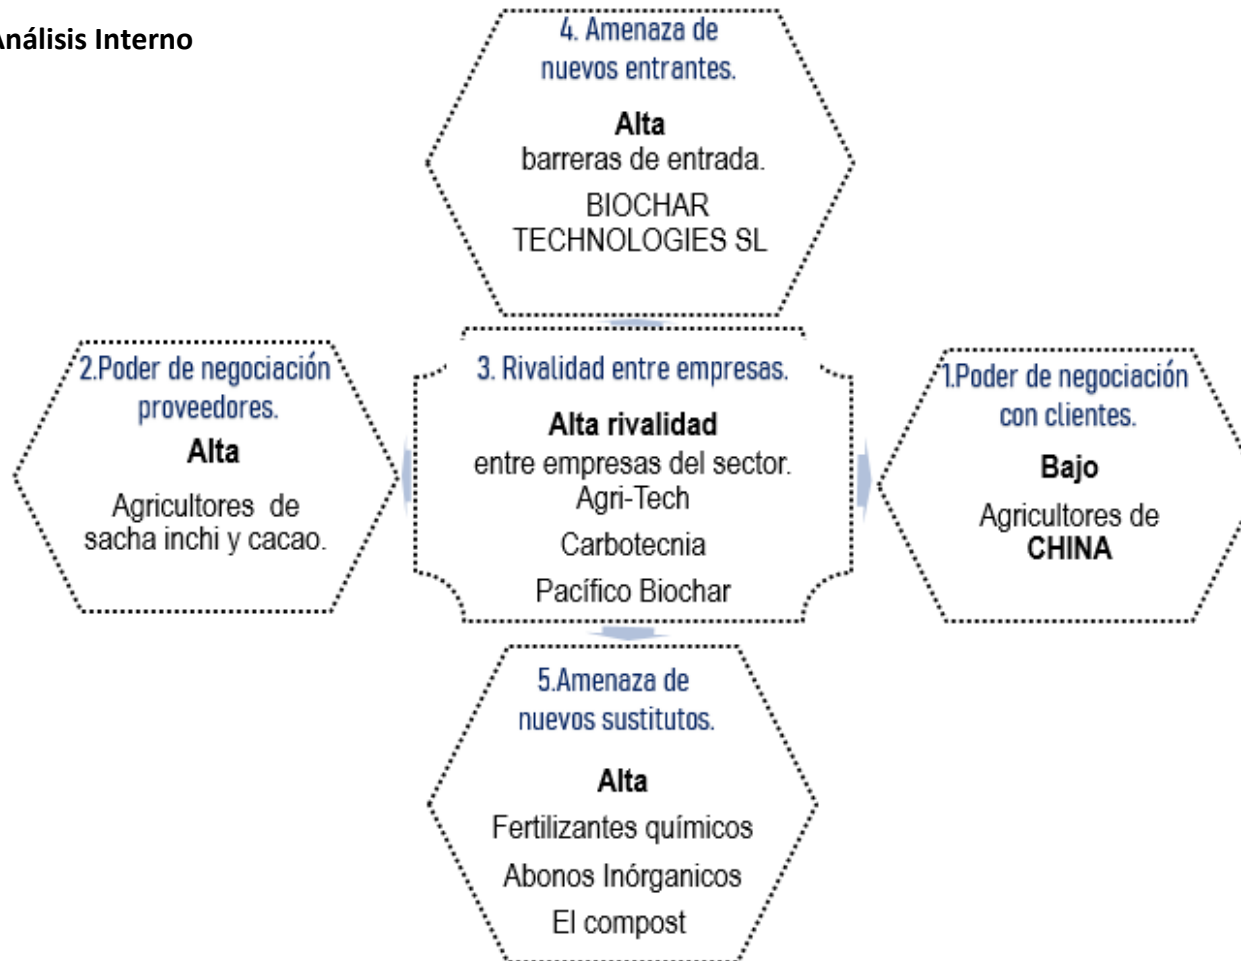 Análisis Interno
4. Amenaza de
nuevos entrantes.
Alta
barreras de entrada.
BIOCHAR
TECHNOLOGIES SL
2.Poder de negociación
proveedores.
Alta
Agricultores de
sacha inchi y cacao.
3. Rivalidad entre empresas.
Alta rivalidad
entre empresas del sector.
Agri-Tech
Carbotecnia
Pacífico Biochar
1.Poder de negociación
con clientes.
Bajo
Agricultores de
CHINA
5.Amenaza de
nuevos sustitutos.
Alta
Fertilizantes químicos
Abonos Inórganicos
El compost